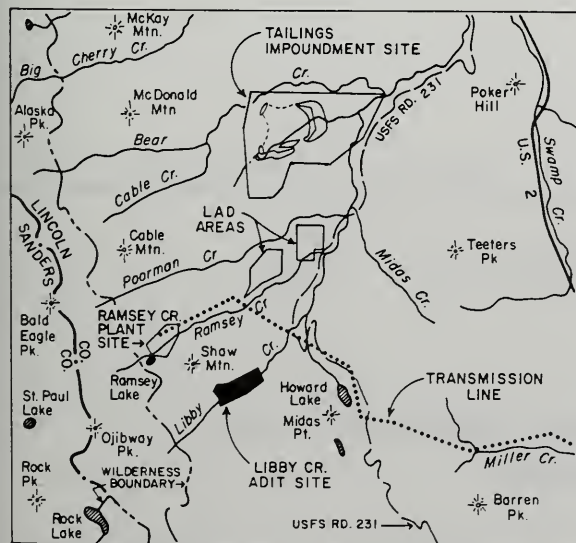 McKay
Mtn.
Big Cherry Cr.
TAILINGS
IMPOUNDMENT SITE
Cr.
McDonald
Mtn
Alaska
Pk.
Bear
Cable Cr.
USFS RD. 231
Poker
Hill
U.S. 2
Swamp Cr.
LINCOLN CO.
SANDERS CO.
LAD
AREAS
Cable
Mtn.
Poorman Cr
Midas Cr.
Teeters
Pk
Bald
Eagle
Pk.
RAMSEY CR.
PLANT
SITE
Ramsey Cr
Shaw
Mtn.
Ramsey
Lake
St. Paul
Lake
Libby Cr.
Howard
Lake
Midas
Pt.
TRANSMISSION
LINE
Ojibway
Pk.
LIBBY CR.
ADIT SITE
Miller Cr.
Rock
Pk
WILDERNESS
BOUNDARY
Rock
Lake
Barren
Pk.
USFS RD. 231